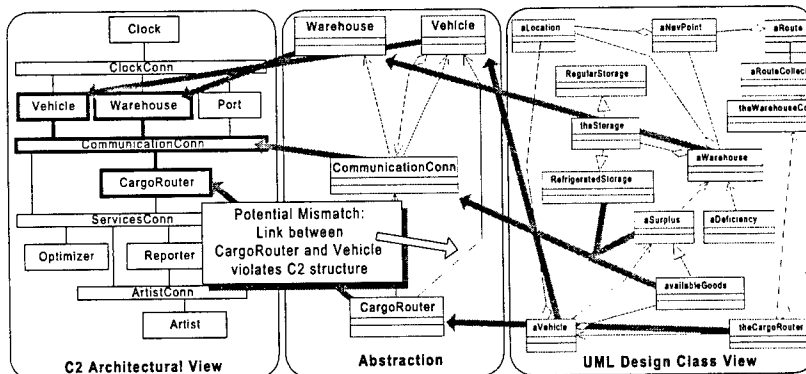 Clock
ClockConn
Vehicle
Warehouse
Port
CommunicationConn
CargoRouter
ServicesConn
Optimizer
Reporter
ArtistConn
Artist
C2 Architectural View
Warehouse
Vehicle
CommunicationConn
Potential Mismatch:
Link between
CargoRouter and Vehicle
violates C2 structure
CargoRouter
Abstraction
aLocation
aNavPoint
aRoute
aRouteCollect
RegularStorage
theWarehouseCo
theStorage
aWarehouse
RefrigeratedStorage
aSurplus
aDeficiency
availableGoods
aVehicle
theCargoRouter
UML Design Class View